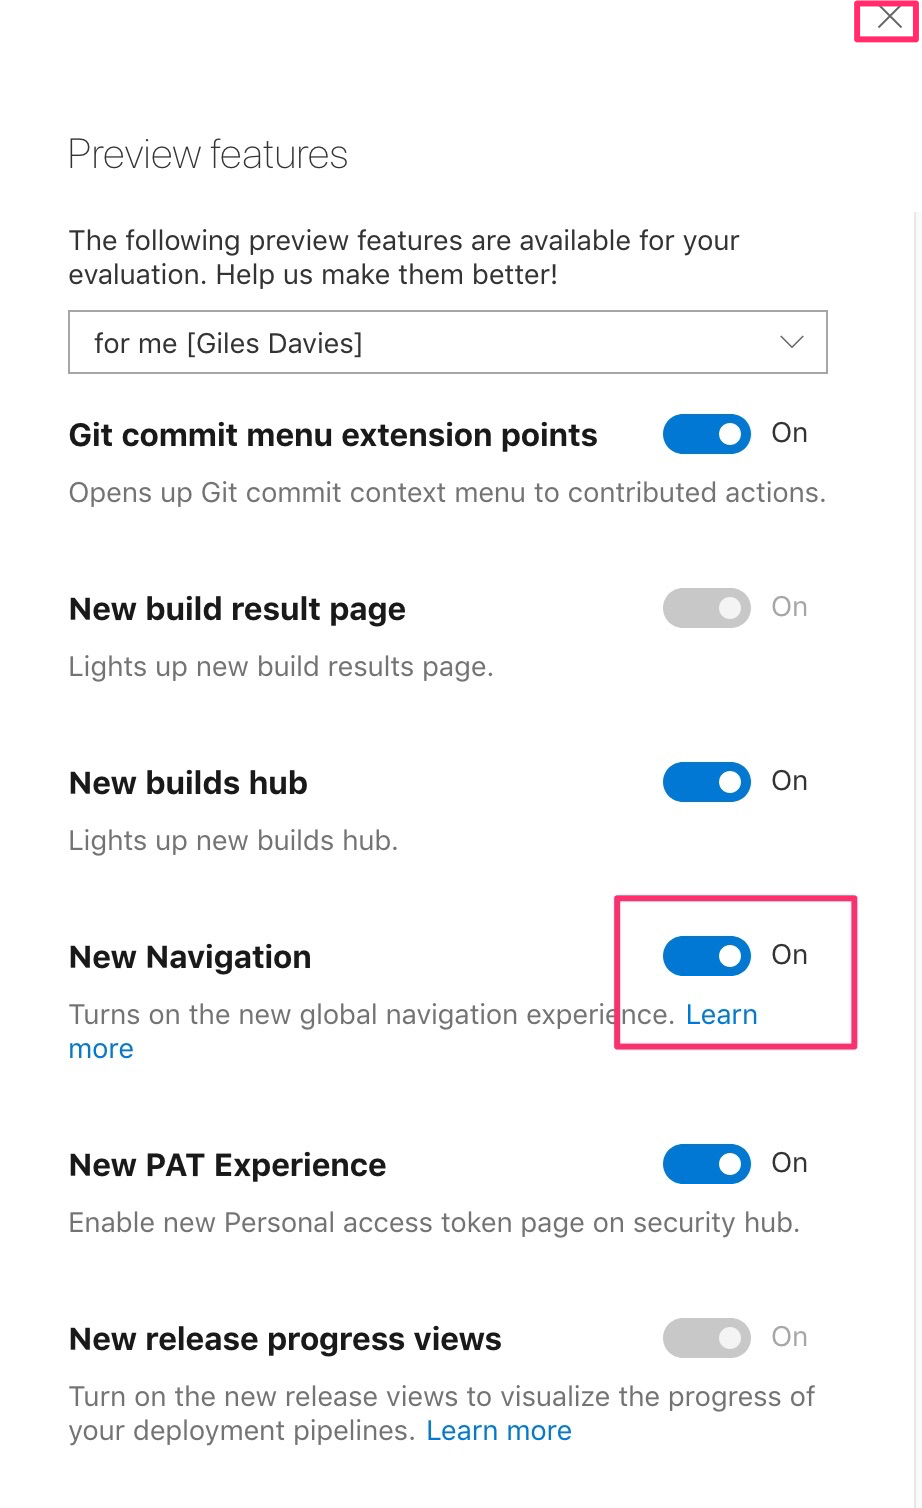 Preview features
The following preview features are available for your
evaluation. Help us make them better!
for me [Giles Davies]
Git commit menu extension points On
Opens up Git commit context menu to contributed actions.
New build result page On
Lights up new build results page.
New builds hub On
Lights up new builds hub.
New Navigation On
Turns on the new global navigation experience. Learn
more
New PAT Experience On
Enable new Personal access token page on security hub.
New release progress views On
Turn on the new release views to visualize the progress of
your deployment pipelines. Learn more